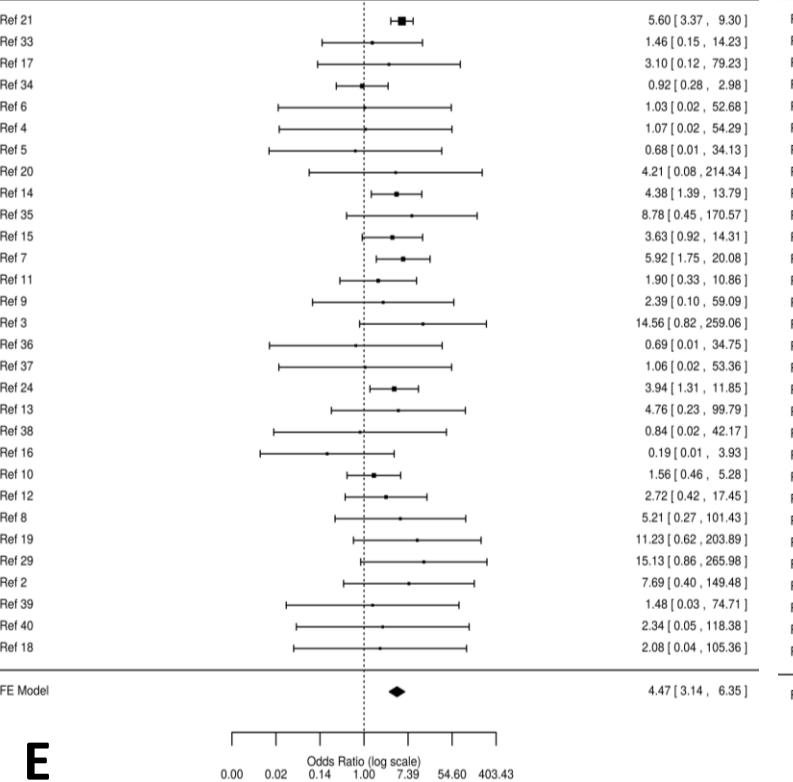 Ref 21 5.60 [ 3.37 , 9.30 ]
Ref 33 1.46 [ 0.15 , 14.23 ]
Ref 17 3.10 [ 0.12 , 79.23 ]
Ref 34 0.92 [ 0.28 , 2.98 ]
Ref 6 1.03 [ 0.02 , 52.68 ]
Ref 4 1.07 [ 0.02 , 54.29 ]
Ref 5 0.68 [ 0.01 , 34.13 ]
Ref 20 4.21 [ 0.08 , 214.34 ]
Ref 14 4.38 [ 1.39 , 13.79 ]
Ref 35 8.78 [ 0.45 , 170.57 ]
Ref 15 3.63 [ 0.92 , 14.31 ]
Ref 7 5.92 [ 1.75 , 20.08 ]
Ref 11 1.90 [ 0.33 , 10.86 ]
Ref 9 2.39 [ 0.10 , 59.09 ]
Ref 3 14.56 [ 0.82 , 259.06 ]
Ref 36 0.69 [ 0.01 , 34.75 ]
Ref 37 1.06 [ 0.02 , 53.36 ]
Ref 24 3.94 [ 1.31 , 11.85 ]
Ref 13 4.76 [ 0.23 , 99.79 ]
Ref 38 0.84 [ 0.02 , 42.17 ]
Ref 16 0.19 [ 0.01 , 3.93 ]
Ref 10 1.56 [ 0.46 , 5.28 ]
Ref 12 2.72 [ 0.42 , 17.45 ]
Ref 8 5.21 [ 0.27 , 101.43 ]
Ref 19 11.23 [ 0.62 , 203.89 ]
Ref 29 15.13 [ 0.86 , 265.98 ]
Ref 2 7.69 [ 0.40 , 149.48 ]
Ref 39 1.48 [ 0.03 , 74.71 ]
Ref 40 2.34 [ 0.05 , 118.38 ]
Ref 18 2.08 [ 0.04 , 105.36 ]
FE Model 4.47 [ 3.14 , 6.35 ]
E
Odds Ratio (log scale)
0.00 0.02 0.14 1.00 7.39 54.60 403.43